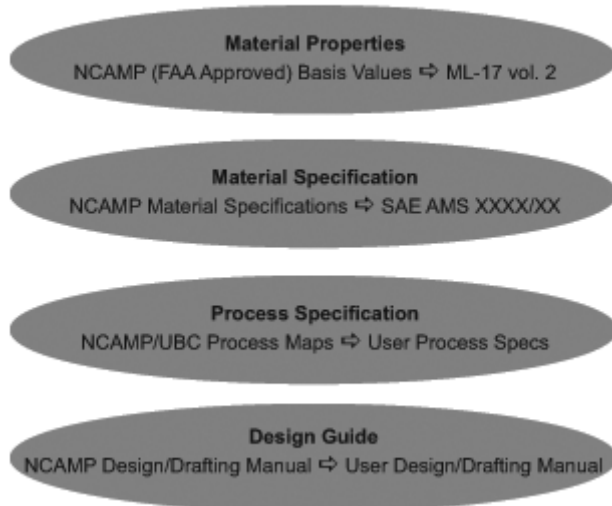 Material Properties
NCAMP (FAA Approved) Basis Values ⇨ ML-17 vol. 2
Material Specification
NCAMP Material Specifications ⇨ SAE AMS XXXX/XX
Process Specification
NCAMP/UBC Process Maps ⇨ User Process Specs
Design Guide
NCAMP Design/Drafting Manual ⇨ User Design/Drafting Manual